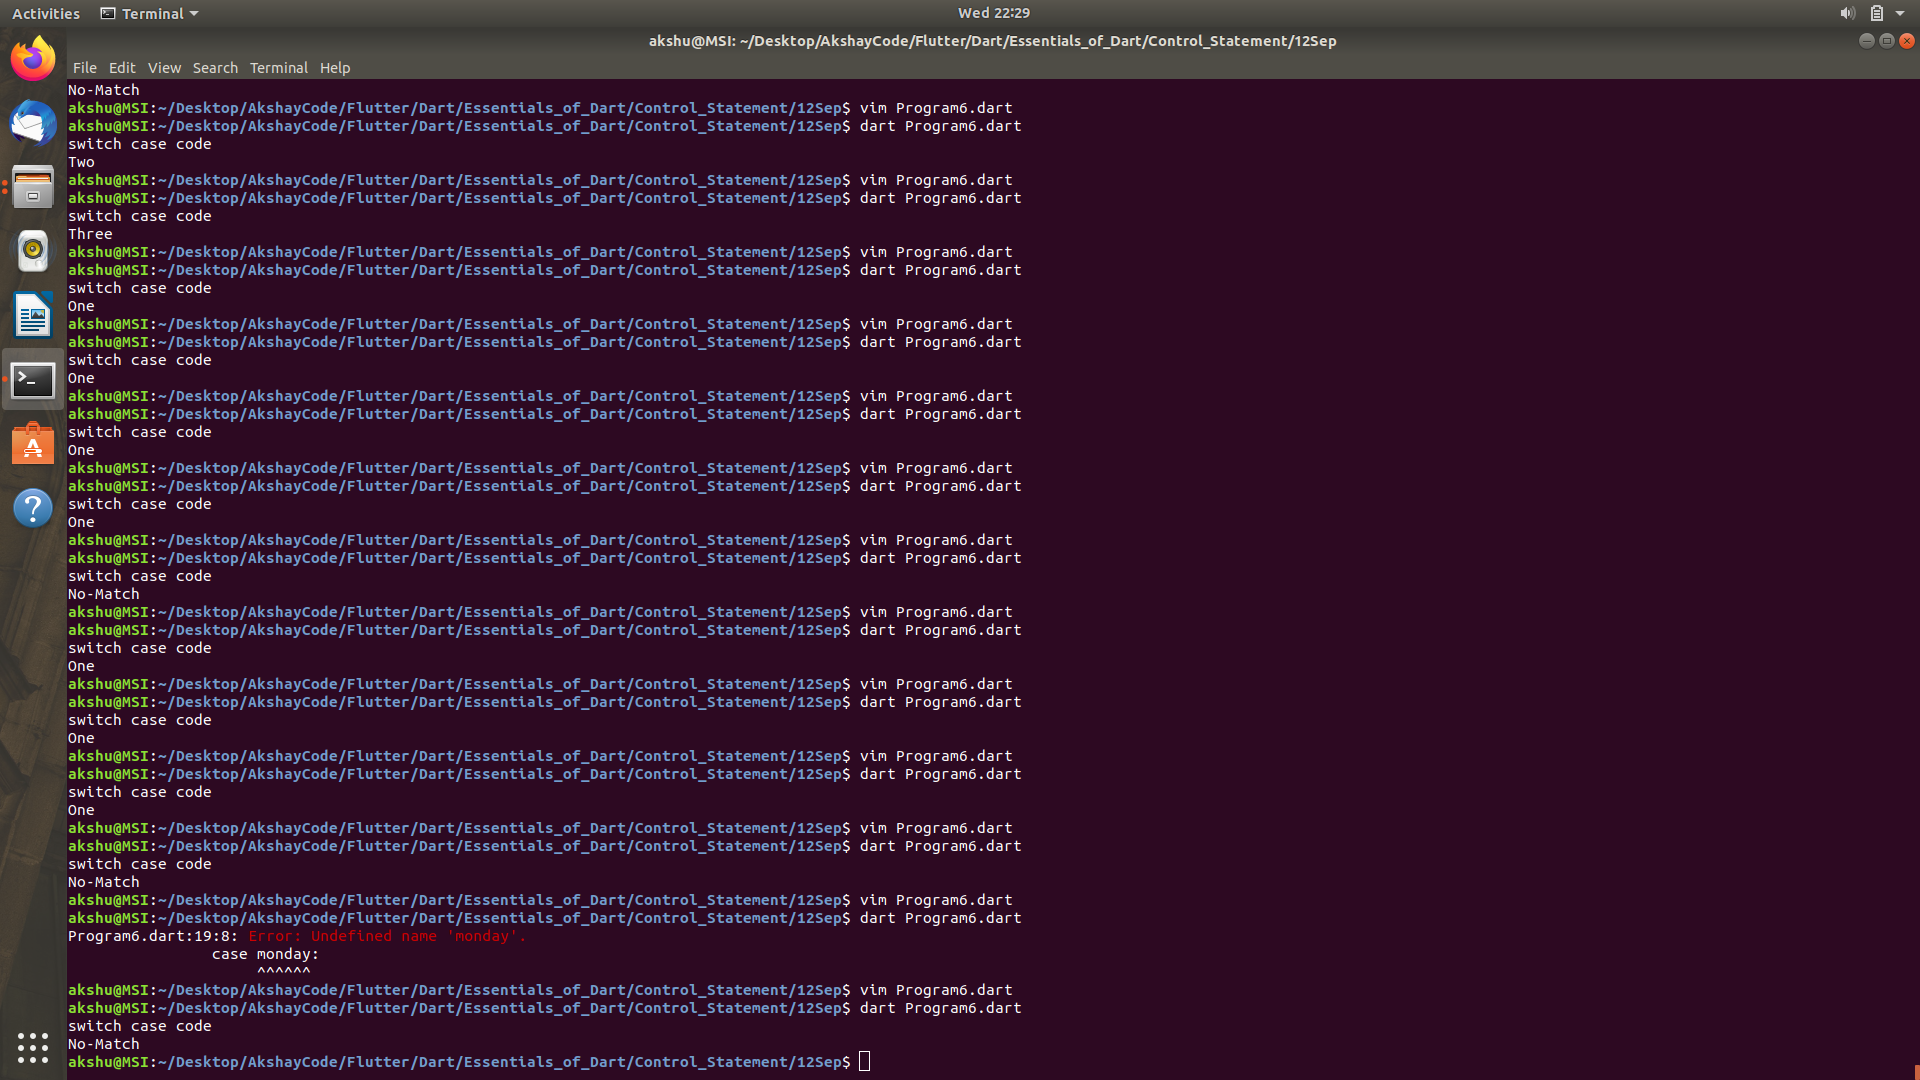 Activities Terminal Wed 22:29
akshu@MSI: ~/Desktop/AkshayCode/Flutter/Dart/Essentials_of_Dart/Control_Statement/12Sep
File Edit View Search Terminal Help
No-Match
akshu@MSI:~/Desktop/AkshayCode/Flutter/Dart/Essentials_of_Dart/Control_Statement/12Sep$ vim Program6.dart
akshu@MSI:~/Desktop/AkshayCode/Flutter/Dart/Essentials_of_Dart/Control_Statement/12Sep$ dart Program6.dart
switch case code
Two
akshu@MSI:~/Desktop/AkshayCode/Flutter/Dart/Essentials_of_Dart/Control_Statement/12Sep$ vim Program6.dart
akshu@MSI:~/Desktop/AkshayCode/Flutter/Dart/Essentials_of_Dart/Control_Statement/12Sep$ dart Program6.dart
switch case code
Three
akshu@MSI:~/Desktop/AkshayCode/Flutter/Dart/Essentials_of_Dart/Control_Statement/12Sep$ vim Program6.dart
akshu@MSI:~/Desktop/AkshayCode/Flutter/Dart/Essentials_of_Dart/Control_Statement/12Sep$ dart Program6.dart
switch case code
One
akshu@MSI:~/Desktop/AkshayCode/Flutter/Dart/Essentials_of_Dart/Control_Statement/12Sep$ vim Program6.dart
akshu@MSI:~/Desktop/AkshayCode/Flutter/Dart/Essentials_of_Dart/Control_Statement/12Sep$ dart Program6.dart
switch case code
One
akshu@MSI:~/Desktop/AkshayCode/Flutter/Dart/Essentials_of_Dart/Control_Statement/12Sep$ vim Program6.dart
akshu@MSI:~/Desktop/AkshayCode/Flutter/Dart/Essentials_of_Dart/Control_Statement/12Sep$ dart Program6.dart
switch case code
One
akshu@MSI:~/Desktop/AkshayCode/Flutter/Dart/Essentials_of_Dart/Control_Statement/12Sep$ vim Program6.dart
akshu@MSI:~/Desktop/AkshayCode/Flutter/Dart/Essentials_of_Dart/Control_Statement/12Sep$ dart Program6.dart
switch case code
One
akshu@MSI:~/Desktop/AkshayCode/Flutter/Dart/Essentials_of_Dart/Control_Statement/12Sep$ vim Program6.dart
akshu@MSI:~/Desktop/AkshayCode/Flutter/Dart/Essentials_of_Dart/Control_Statement/12Sep$ dart Program6.dart
switch case code
No-Match
akshu@MSI:~/Desktop/AkshayCode/Flutter/Dart/Essentials_of_Dart/Control_Statement/12Sep$ vim Program6.dart
akshu@MSI:~/Desktop/AkshayCode/Flutter/Dart/Essentials_of_Dart/Control_Statement/12Sep$ dart Program6.dart
switch case code
One
akshu@MSI:~/Desktop/AkshayCode/Flutter/Dart/Essentials_of_Dart/Control_Statement/12Sep$ vim Program6.dart
akshu@MSI:~/Desktop/AkshayCode/Flutter/Dart/Essentials_of_Dart/Control_Statement/12Sep$ dart Program6.dart
switch case code
One
akshu@MSI:~/Desktop/AkshayCode/Flutter/Dart/Essentials_of_Dart/Control_Statement/12Sep$ vim Program6.dart
akshu@MSI:~/Desktop/AkshayCode/Flutter/Dart/Essentials_of_Dart/Control_Statement/12Sep$ dart Program6.dart
switch case code
One
akshu@MSI:~/Desktop/AkshayCode/Flutter/Dart/Essentials_of_Dart/Control_Statement/12Sep$ vim Program6.dart
akshu@MSI:~/Desktop/AkshayCode/Flutter/Dart/Essentials_of_Dart/Control_Statement/12Sep$ dart Program6.dart
switch case code
No-Match
akshu@MSI:~/Desktop/AkshayCode/Flutter/Dart/Essentials_of_Dart/Control_Statement/12Sep$ vim Program6.dart
akshu@MSI:~/Desktop/AkshayCode/Flutter/Dart/Essentials_of_Dart/Control_Statement/12Sep$ dart Program6.dart
Program6.dart:19:8: Error: Undefined name 'monday'.
case monday:
^^^^^^
akshu@MSI:~/Desktop/AkshayCode/Flutter/Dart/Essentials_of_Dart/Control_Statement/12Sep$ vim Program6.dart
akshu@MSI:~/Desktop/AkshayCode/Flutter/Dart/Essentials_of_Dart/Control_Statement/12Sep$ dart Program6.dart
switch case code
No-Match
akshu@MSI:~/Desktop/AkshayCode/Flutter/Dart/Essentials_of_Dart/Control_Statement/12Sep$